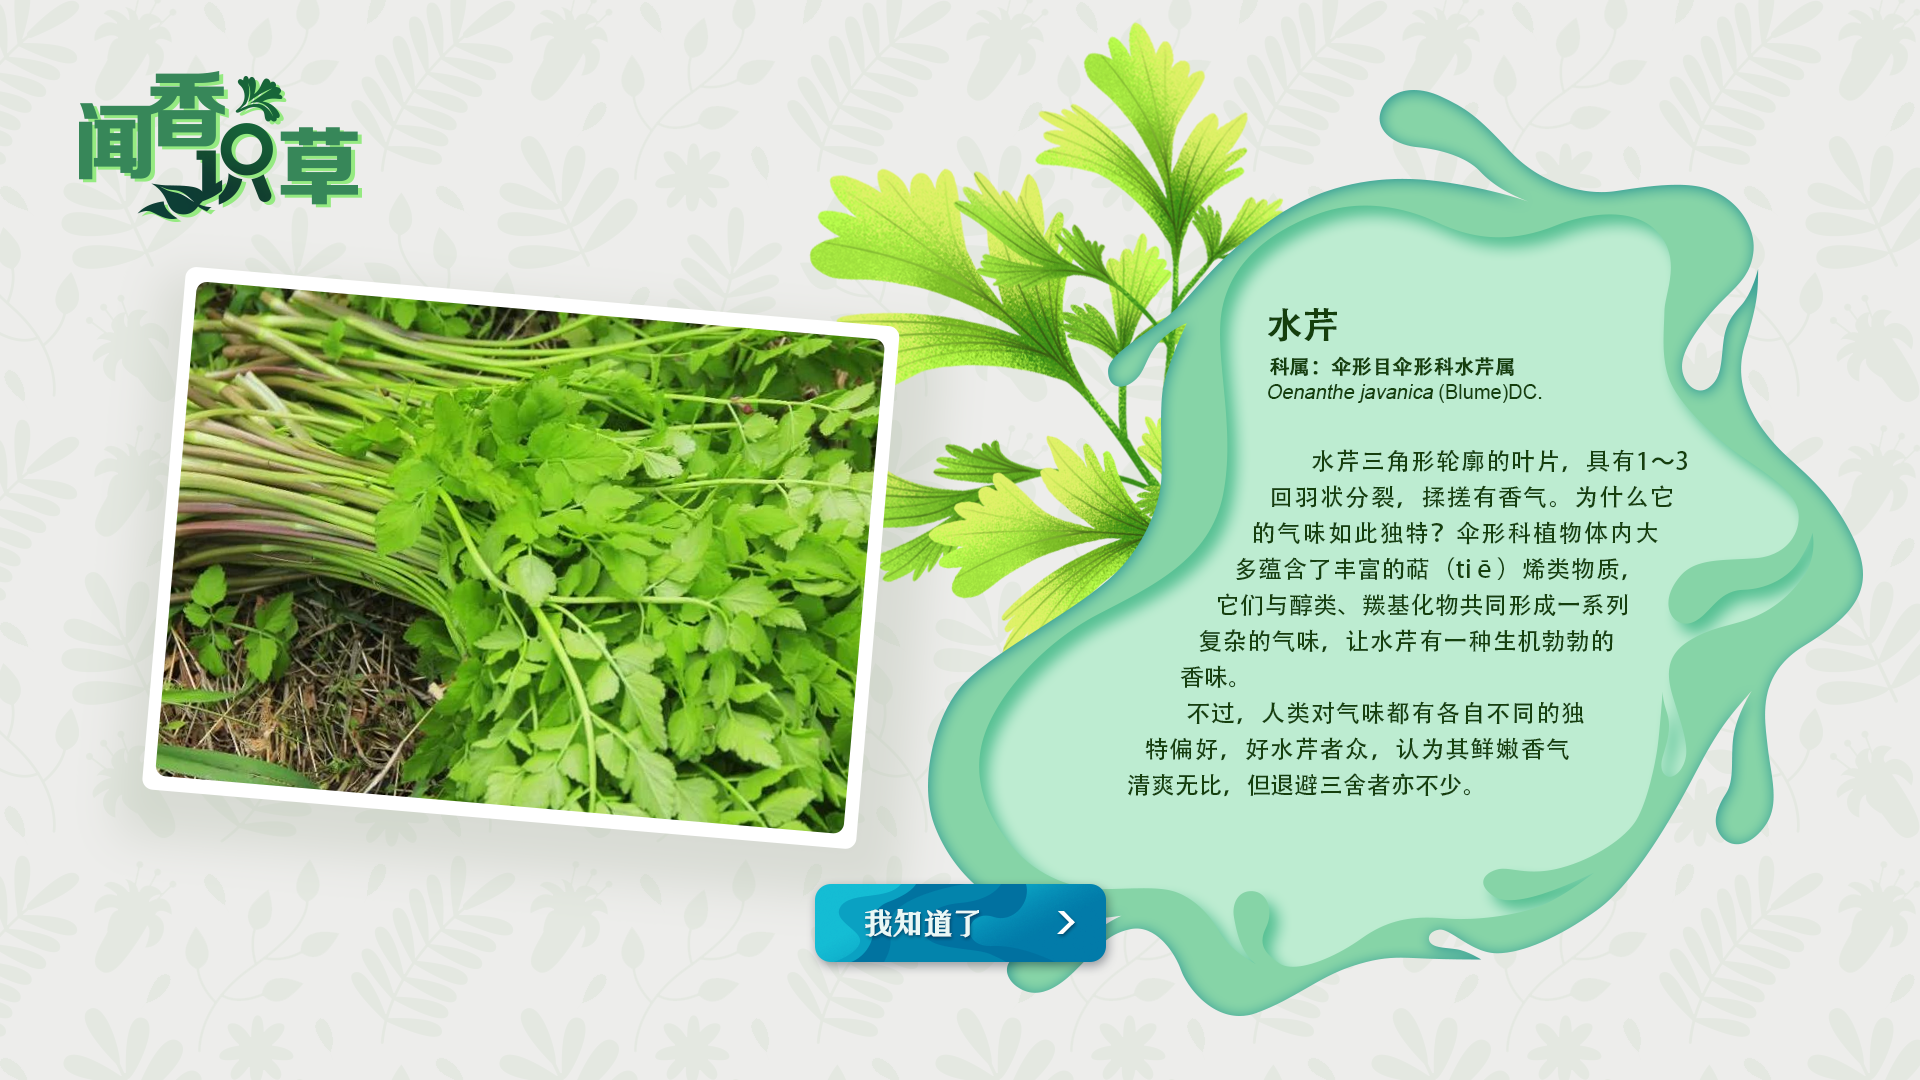 闻香识草
水芹
科属：伞形目伞形科水芹属
Oenanthe javanica (Blume)DC.
水芹三角形轮廓的叶片，具有1～3
回羽状分裂，揉搓有香气。为什么它
的气味如此独特？伞形科植物体内大
多蕴含了丰富的萜（tiē）烯类物质，
它们与醇类、羰基化物共同形成一系列
复杂的气味，让水芹有一种生机勃勃的
香味。
不过，人类对气味都有各自不同的独
特偏好，好水芹者众，认为其鲜嫩香气
清爽无比，但退避三舍者亦不少。
我知道了